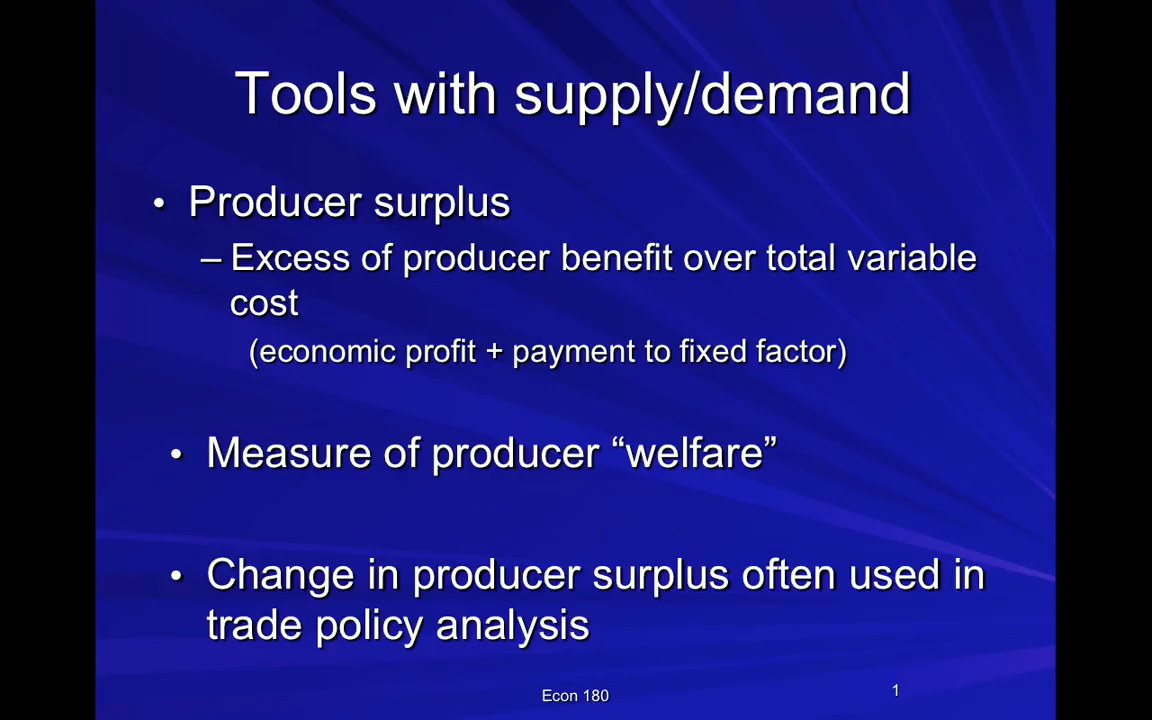 Tools with supply/demand
• Producer surplus
– Excess of producer benefit over total variable
cost
(economic profit + payment to fixed factor)
• Measure of producer “welfare”
• Change in producer surplus often used in
trade policy analysis
Econ 180
1